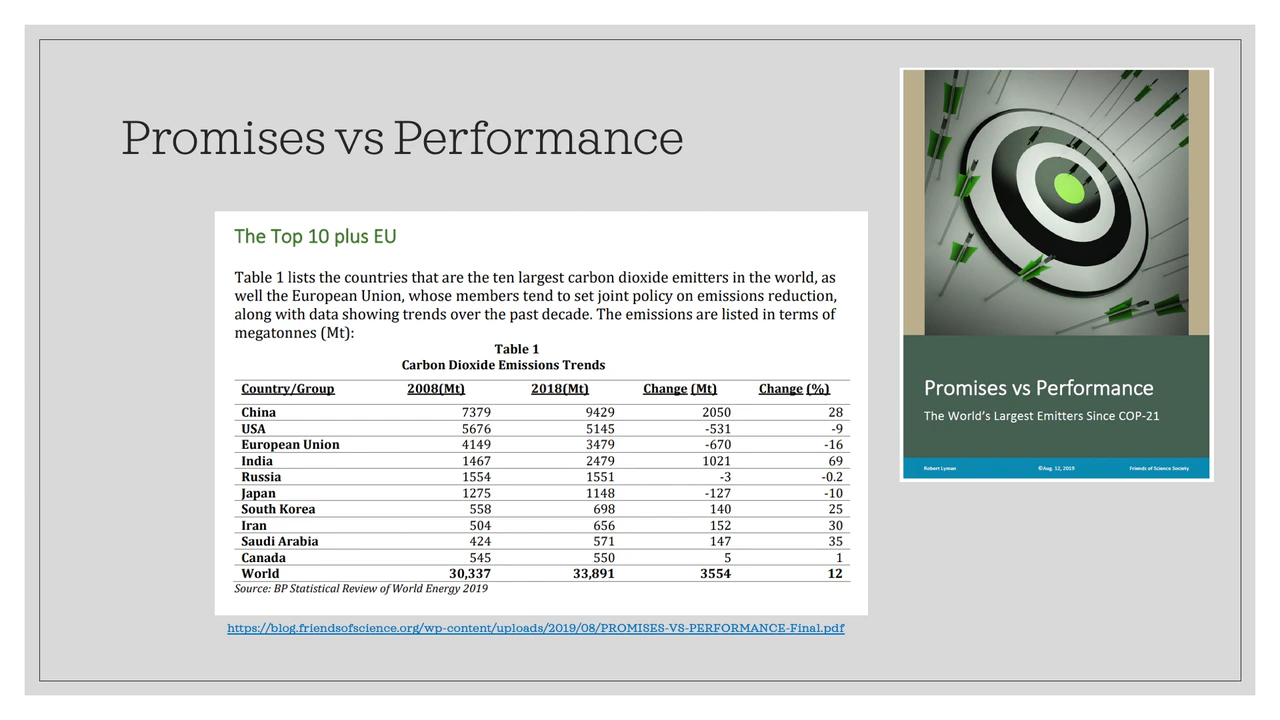 Promises vs Performance
The Top 10 plus EU
Table 1 lists the countries that are the ten largest carbon dioxide emitters in the world, as
well the European Union, whose members tend to set joint policy on emissions reduction,
along with data showing trends over the past decade. The emissions are listed in terms of
megatonnes (Mt):
Table 1
Carbon Dioxide Emissions Trends
Country/Group 2008(Mt) 2018(Mt) Change (Mt) Change (%)
China 7379 9429 2050 28
USA 5676 5145 -531 -9
European Union 4149 3479 -670 -16
India 1467 2479 1021 69
Russia 1554 1551 -3 -0.2
Japan 1275 1148 -127 -10
South Korea 558 698 140 25
Iran 504 656 152 30
Saudi Arabia 424 571 147 35
Canada 545 550 5 1
World 30,337 33,891 3554 12
Source: BP Statistical Review of World Energy 2019
https://blog.friendsofscience.org/wp-content/uploads/2019/08/PROMISES-VS-PERFORMANCE-Final.pdf
Promises vs Performance
The World's Largest Emitters Since COP-21
Robert Lyman ©Aug. 12, 2019 Friends of Science Society